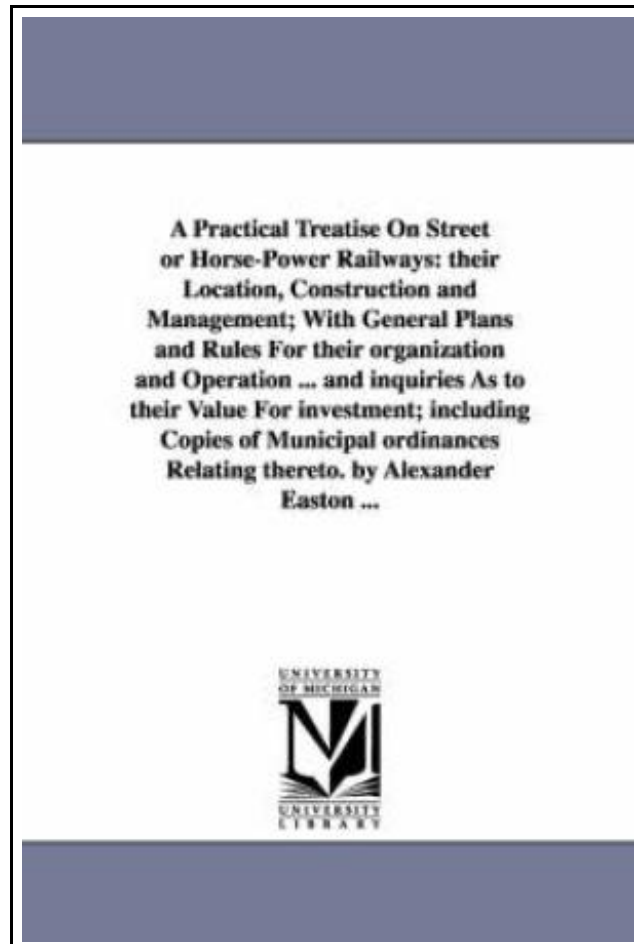 A Practical Treatise On Street
or Horse-Power Railways: their
Location, Construction and
Management; With General Plans
and Rules For their organization
and Operation ... and inquiries As to
their Value For investment; including
Copies of Municipal ordinances
Relating thereto. by Alexander
Easton ...
UNIVERSITY
OF MICHIGAN
UNIVERSITY
LIBRARY